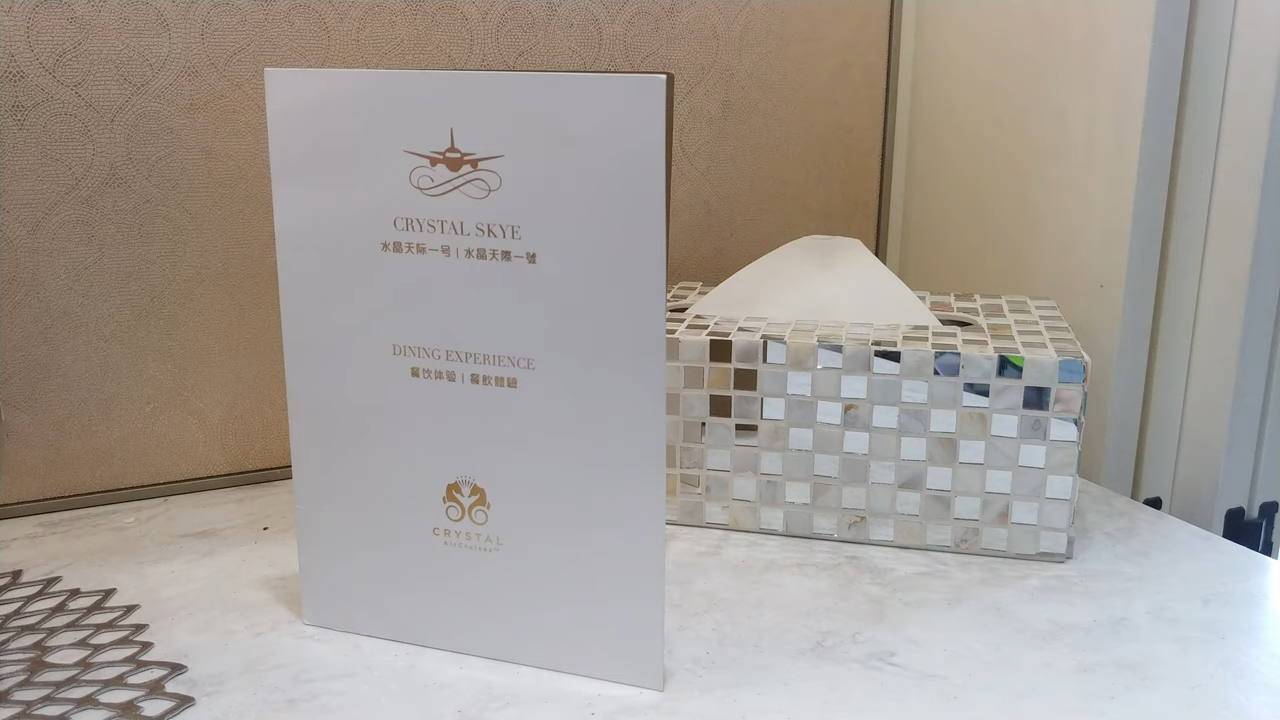 CRYSTAL SKYE
水晶天际一号 | 水晶天際一號
DINING EXPERIENCE
餐饮体验 | 餐飲體驗
CRYSTAL
AirCruises™